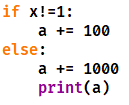 if x!=1:
    a += 100
else:
    a += 1000
    print(a)